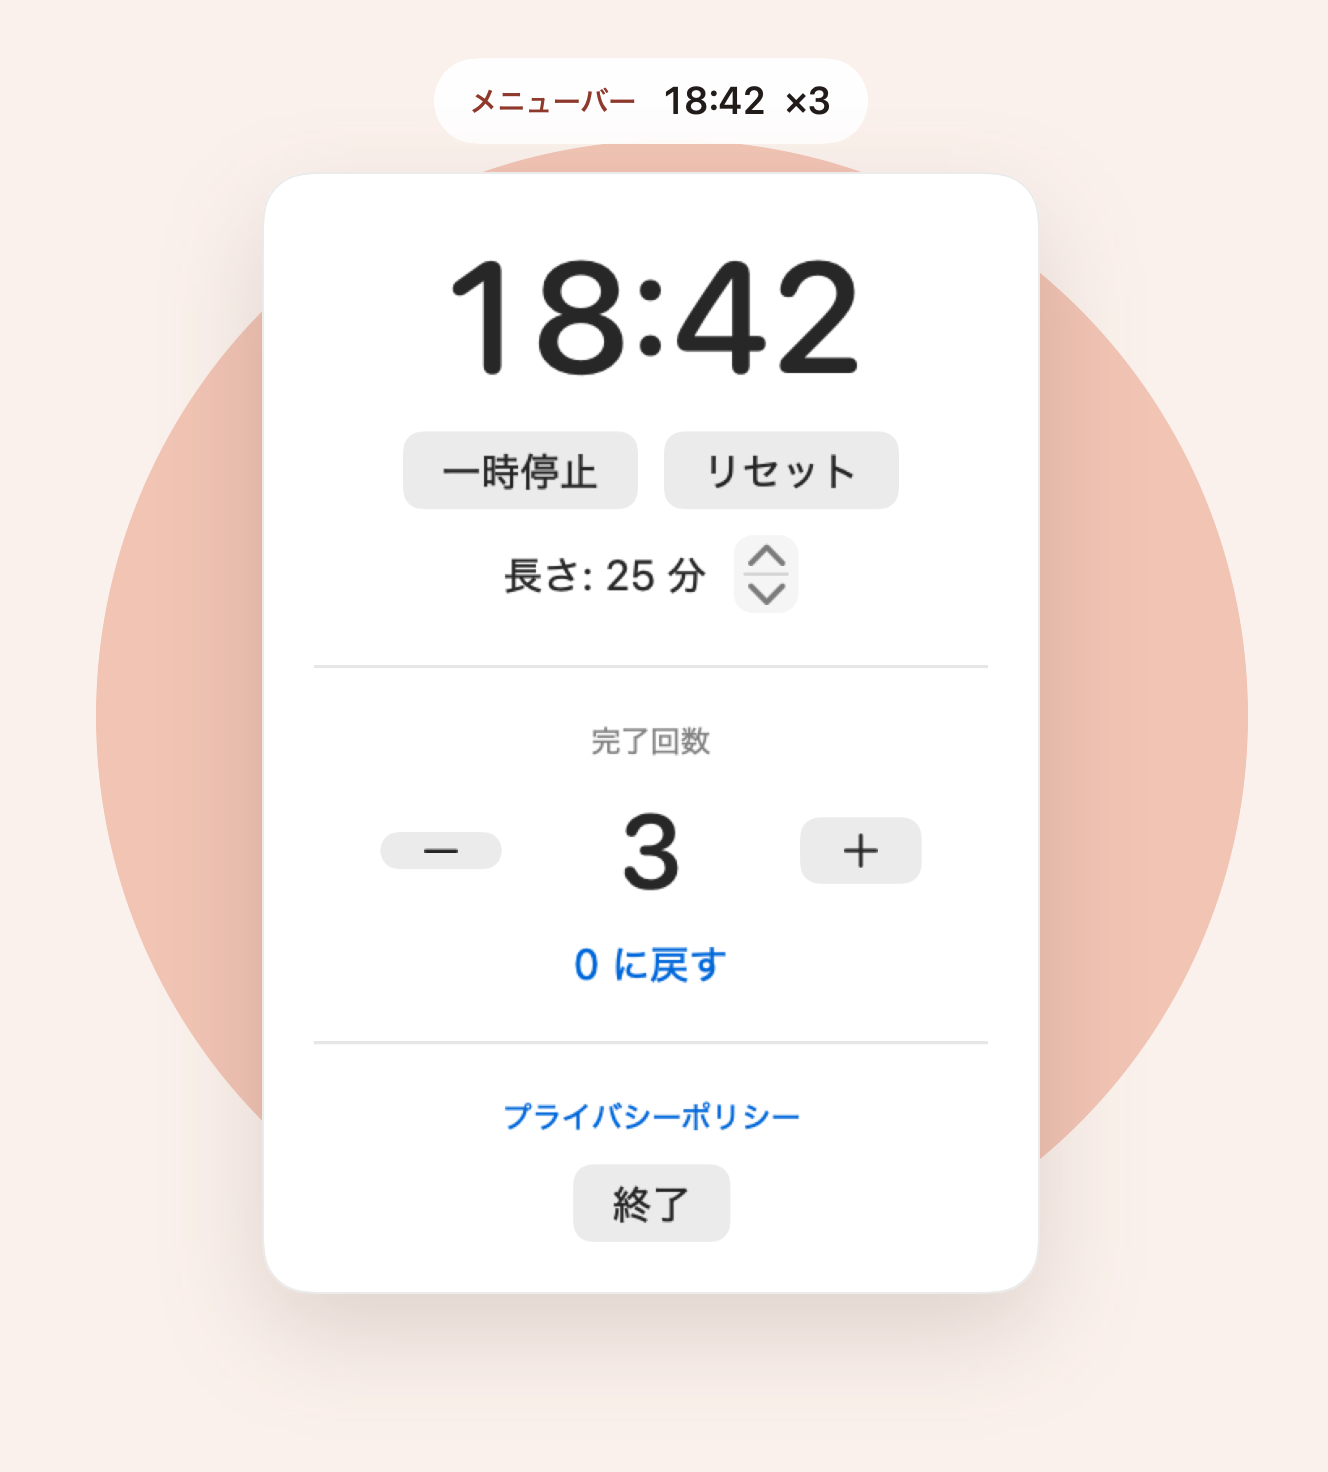 メニューバー 18:42 ×3
18:42
一時停止 リセット
長さ: 25 分
完了回数
− 3 +
0 に戻す
プライバシーポリシー
終了